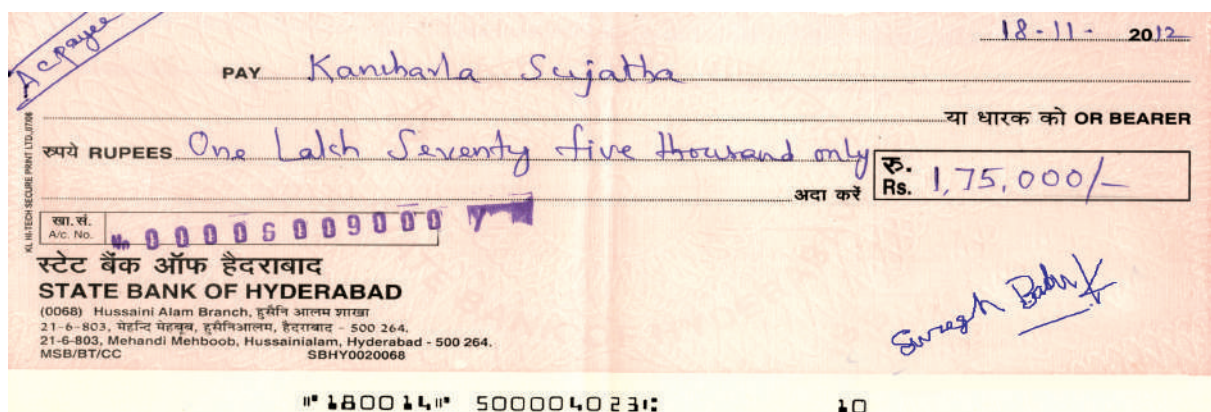 A c payee
18-11- 2012
PAY Kancharla Sujatha
या धारक को OR BEARER
रुपये RUPEES One Lakh Seventy five thousand only
अदा करें रु. Rs. 1,75,000/-
KL HI-TECH SECURE PRINT LTD.,07/08
खा.सं. A/c. No. No 00006009000
स्टेट बैंक ऑफ हैदराबाद
STATE BANK OF HYDERABAD
(0068) Hussaini Alam Branch, हुसैनि आलम शाखा
21-6-803, मेहन्दि मेहबूब, हुसैनिआलम, हैदराबाद - 500 264.
21-6-803, Mehandi Mehboob, Hussainialam, Hyderabad - 500 264.
MSB/BT/CC SBHY0020068
Suresh Babu K
⑈180014⑈ 500004023⑆ 10